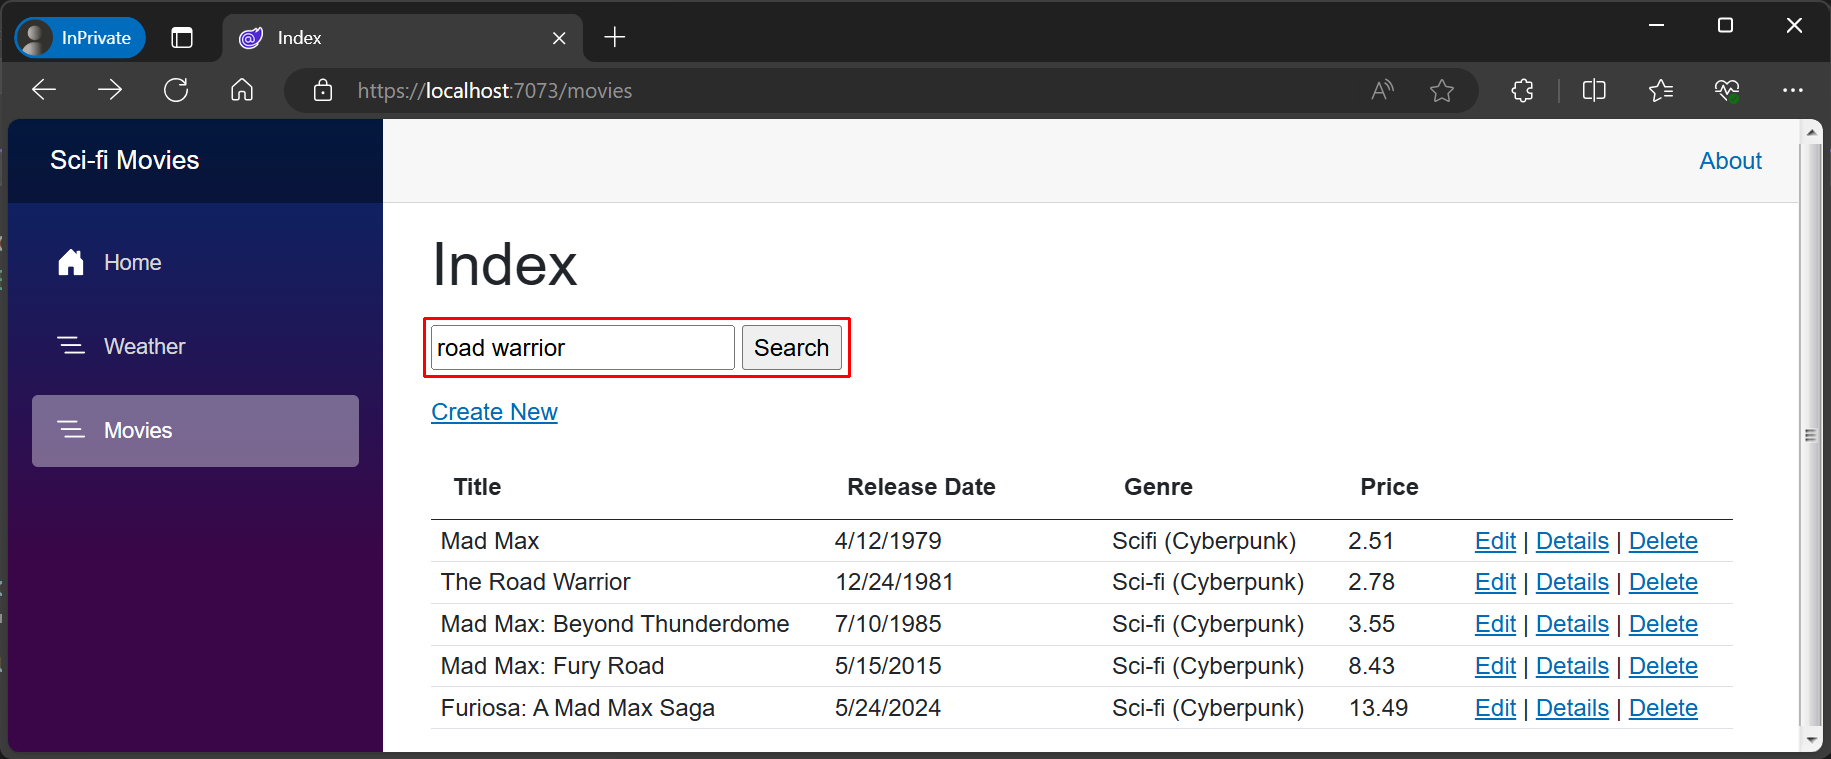 InPrivate
Index
https://localhost:7073/movies
Sci-fi Movies
About
Home
Weather
Movies
Index
road warrior Search
Create New
Title Release Date Genre Price
Mad Max 4/12/1979 Scifi (Cyberpunk) 2.51 Edit | Details | Delete
The Road Warrior 12/24/1981 Sci-fi (Cyberpunk) 2.78 Edit | Details | Delete
Mad Max: Beyond Thunderdome 7/10/1985 Sci-fi (Cyberpunk) 3.55 Edit | Details | Delete
Mad Max: Fury Road 5/15/2015 Sci-fi (Cyberpunk) 8.43 Edit | Details | Delete
Furiosa: A Mad Max Saga 5/24/2024 Sci-fi (Cyberpunk) 13.49 Edit | Details | Delete